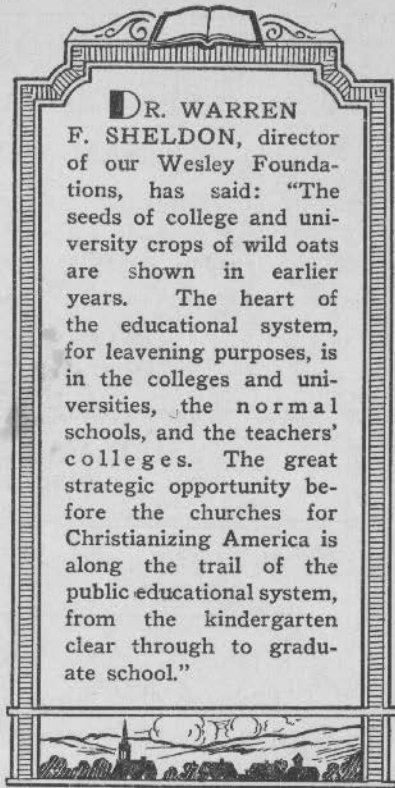 DR. WARREN
F. SHELDON, director
of our Wesley Founda-
tions, has said: “The
seeds of college and uni-
versity crops of wild oats
are shown in earlier
years. The heart of
the educational system,
for leavening purposes, is
in the colleges and uni-
versities, the normal
schools, and the teachers’
colleges. The great
strategic opportunity be-
fore the churches for
Christianizing America is
along the trail of the
public educational system,
from the kindergarten
clear through to gradu-
ate school.”